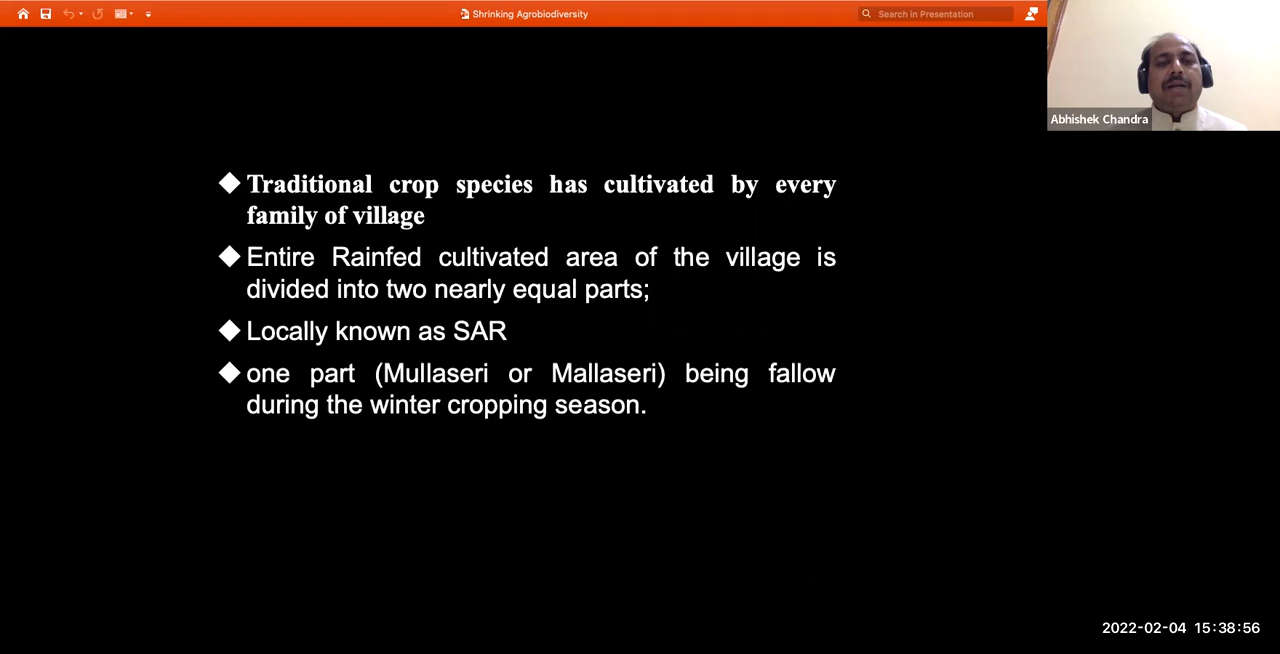 Shrinking Agrobiodiversity
Search in Presentation
Abhishek Chandra
Traditional crop species has cultivated by every
family of village
Entire Rainfed cultivated area of the village is
divided into two nearly equal parts;
Locally known as SAR
one part (Mullaseri or Mallaseri) being fallow
during the winter cropping season.
2022-02-04 15:38:56